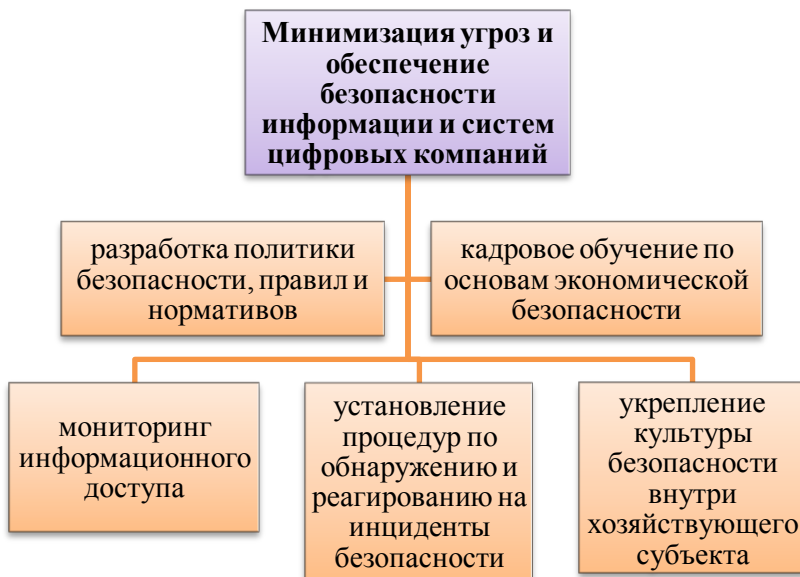 Минимизация угроз и
обеспечение
безопасности
информации и систем
цифровых компаний
разработка политики
безопасности, правил и
нормативов
кадровое обучение по
основам экономической
безопасности
мониторинг
информационного
доступа
установление
процедур по
обнаружению и
реагированию на
инциденты
безопасности
укрепление
культуры
безопасности
внутри
хозяйствующего
субъекта